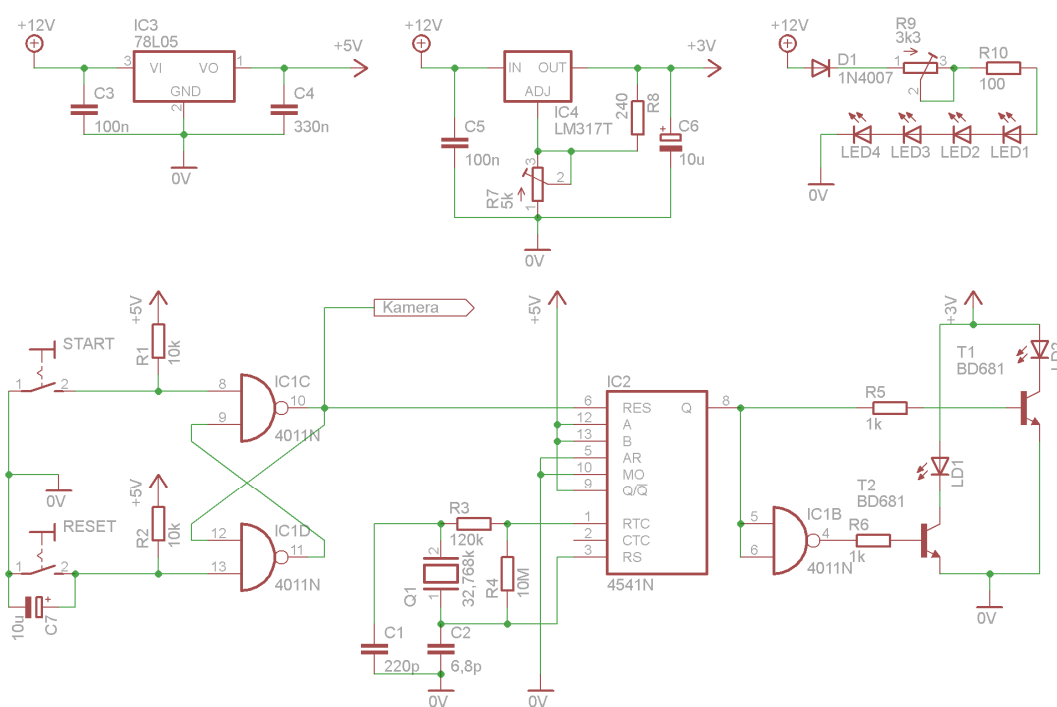 +12V
IC3
78L05
3
VI
VO
1
GND
2
+5V
C3
100n
C4
330n
0V
+12V
IN
OUT
ADJ
IC4
LM317T
+3V
240
R8
C5
100n
C6
+
10u
3
2
1
R7
5k
0V
+12V
D1
1N4007
R9
3k3
1
3
2
R10
100
LED4
LED3
LED2
LED1
0V
+5V
R1
10k
START
1
2
8
9
IC1C
10
4011N
Kamera
0V
+5V
R2
10k
RESET
1
2
12
13
IC1D
11
4011N
10u
+
C7
+5V
IC2
6
RES
Q
8
12
A
13
B
5
AR
10
MO
9
Q/Q
1
RTC
2
CTC
3
RS
4541N
R3
120k
2
1
Q1
32,768k
R4
10M
C1
220p
C2
6,8p
0V
0V
R5
1k
5
6
IC1B
4
4011N
R6
1k
T2
BD681
LD1
+3V
T1
BD681
0V